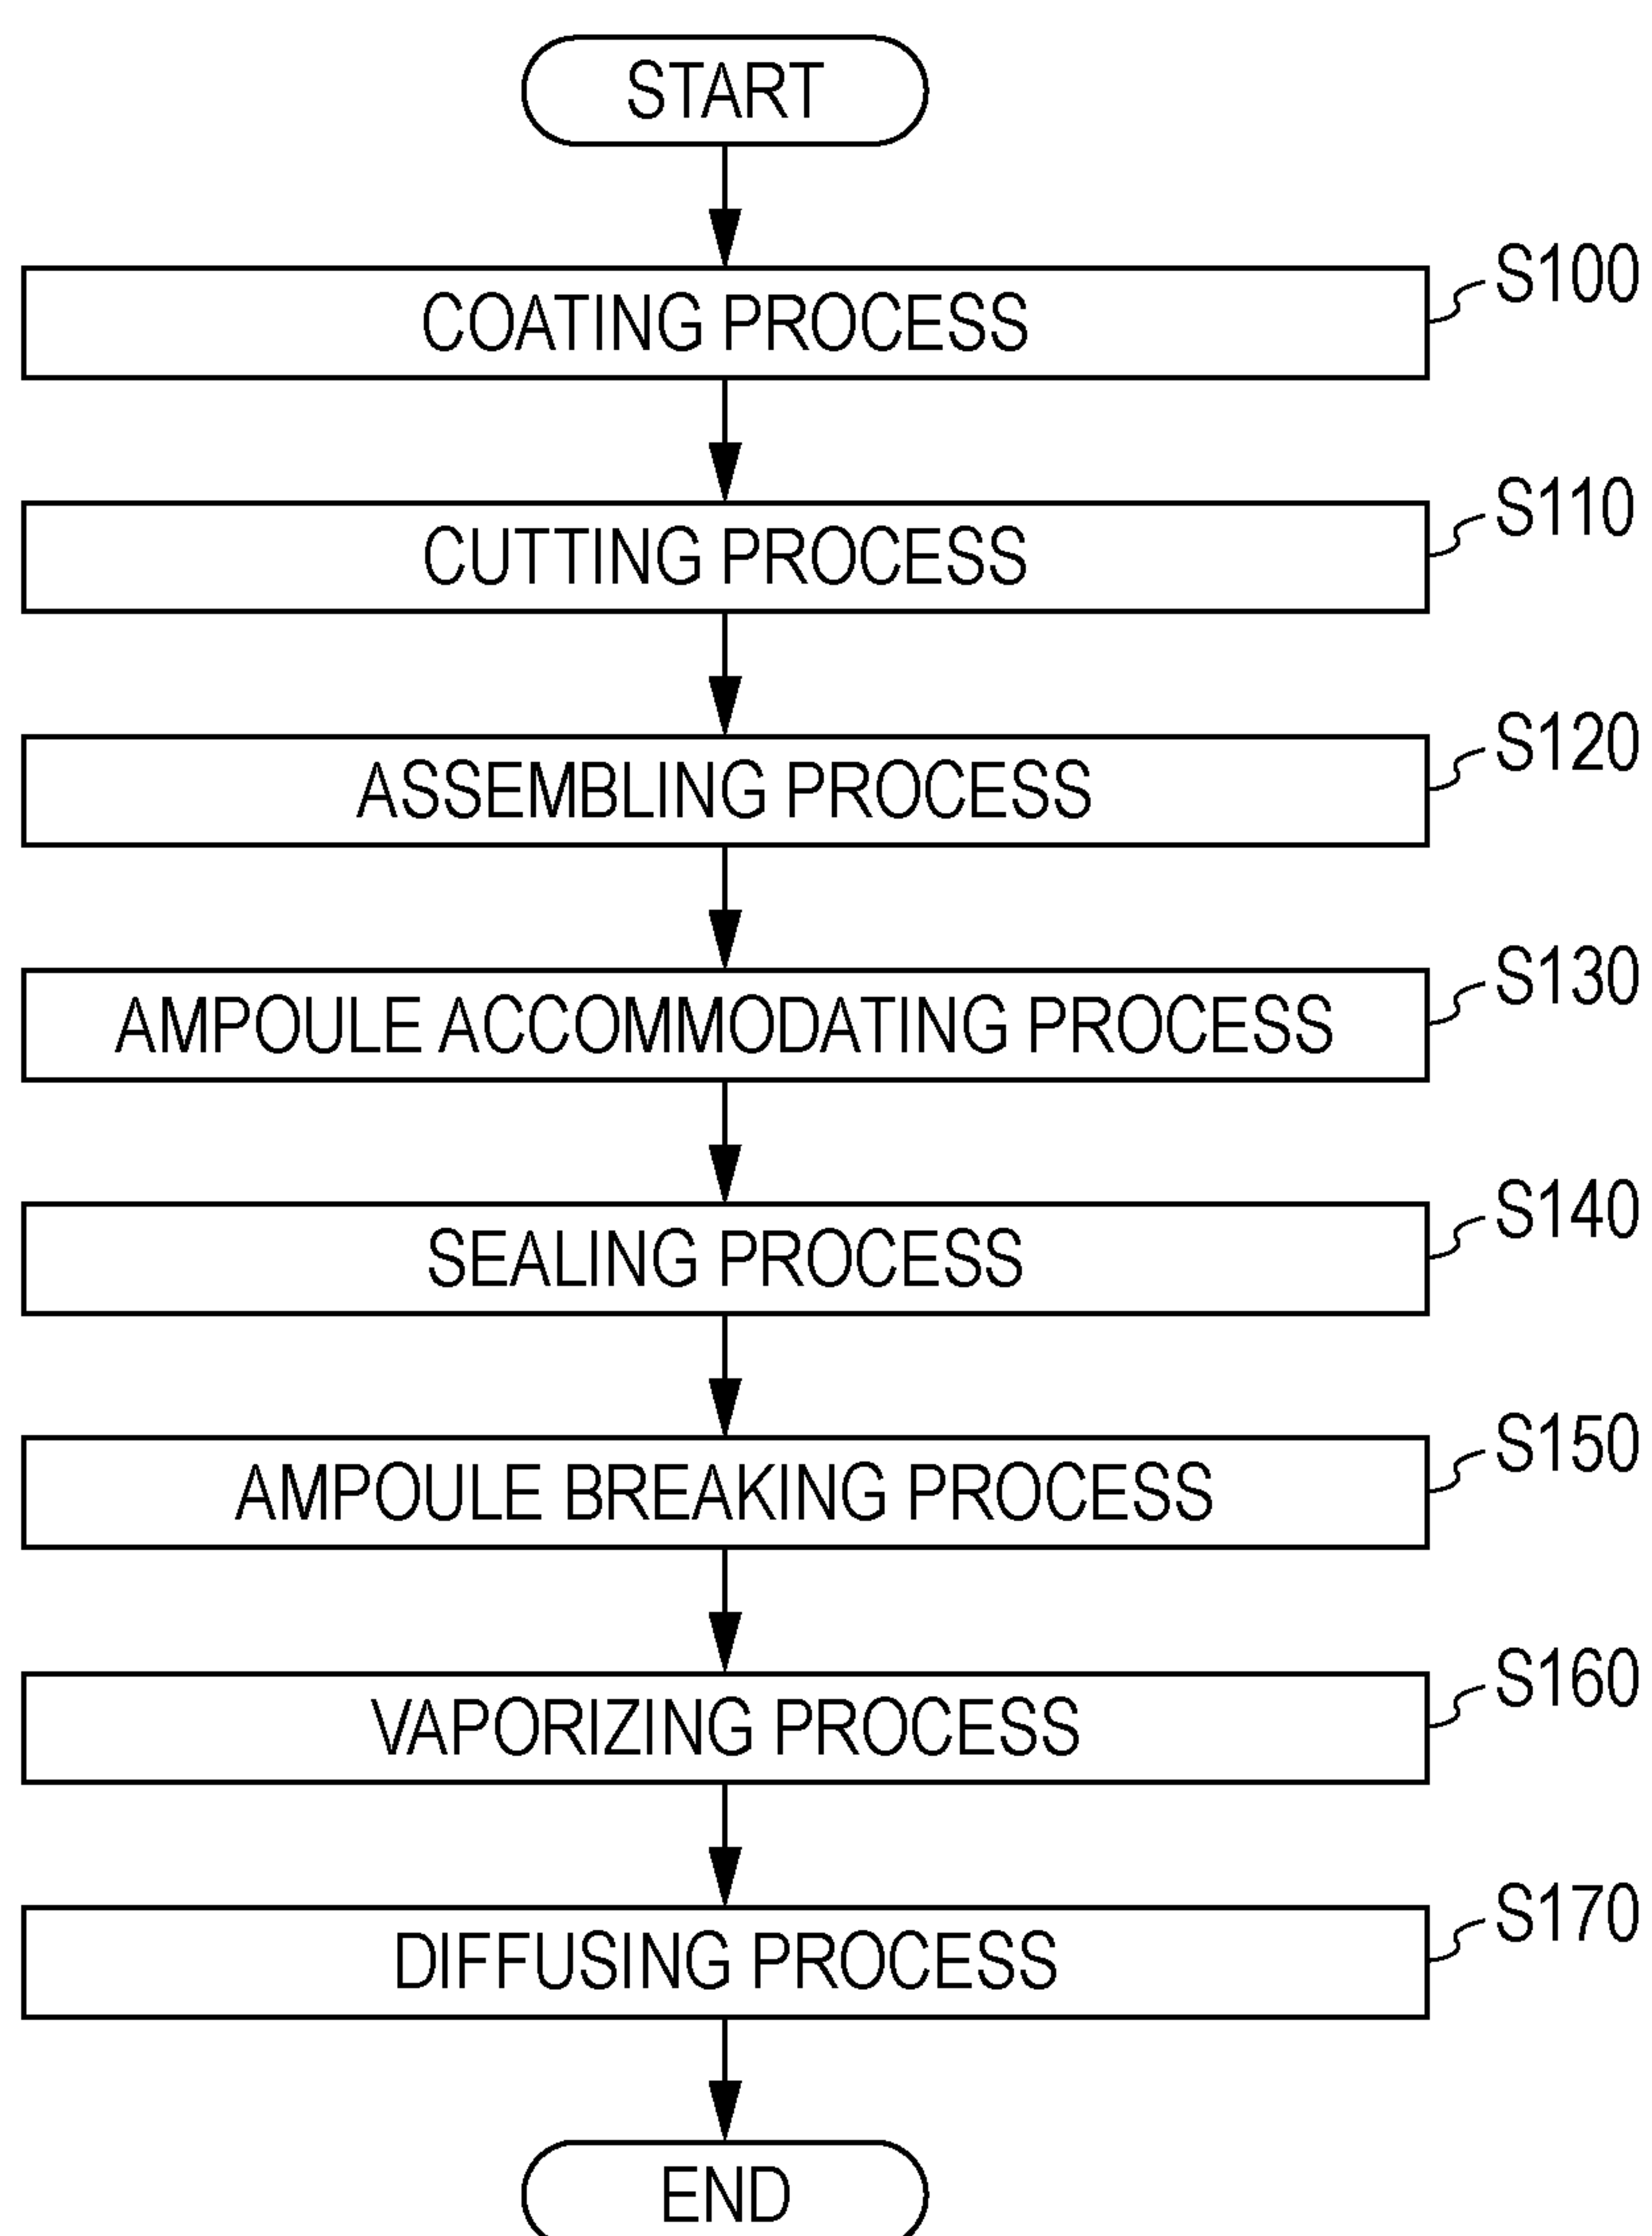 START
COATING PROCESS
S100
CUTTING PROCESS
S110
ASSEMBLING PROCESS
S120
AMPOULE ACCOMMODATING PROCESS
S130
SEALING PROCESS
S140
AMPOULE BREAKING PROCESS
S150
VAPORIZING PROCESS
S160
DIFFUSING PROCESS
S170
END